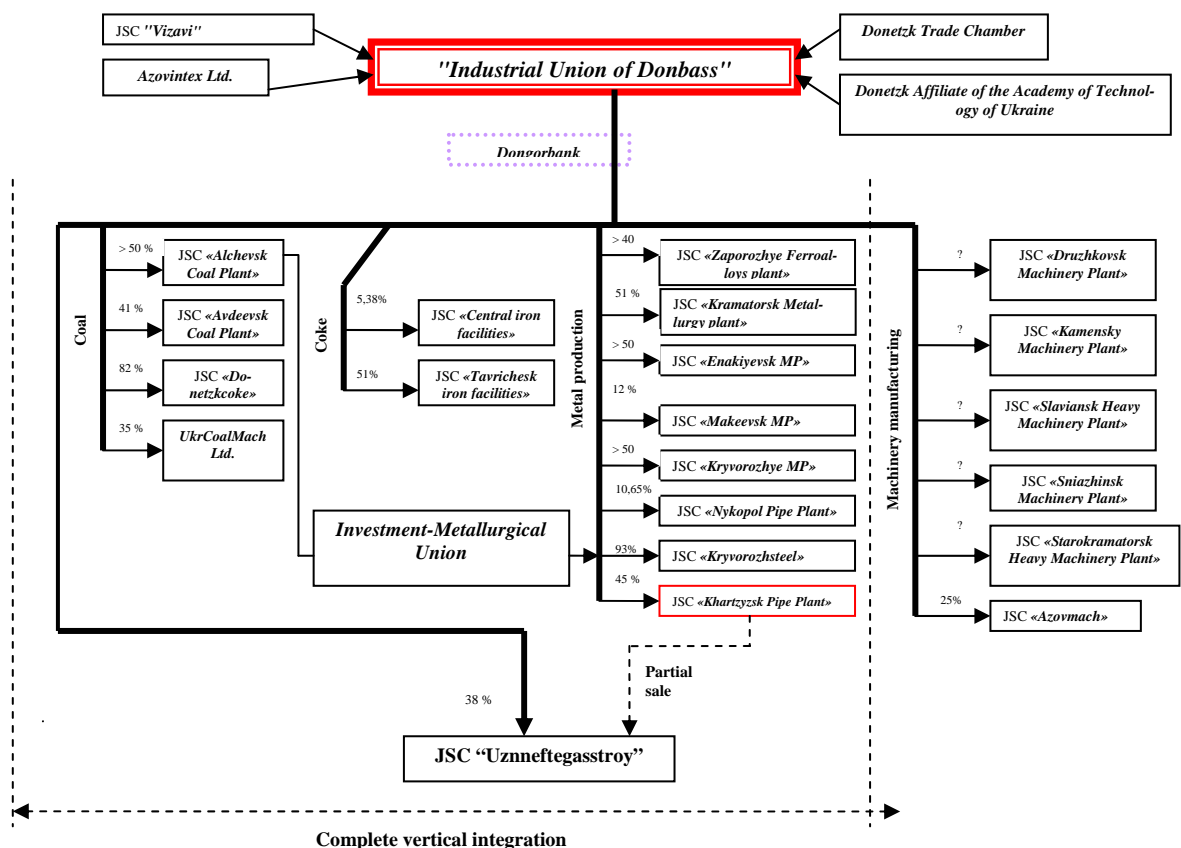 JSC "Vizavi"
Azovintex Ltd.
"Industrial Union of Donbass"
Donetzk Trade Chamber
Donetzk Affiliate of the Academy of Technol-
ogy of Ukraine
Dongorbank
Coal
> 50 %
JSC «Alchevsk
Coal Plant»
41 %
JSC «Avdeevsk
Coal Plant»
82 %
JSC «Do-
netzkcoke»
35 %
UkrCoalMach
Ltd.
Coke
5,38%
JSC «Central iron
facilities»
51%
JSC «Tavrichesk
iron facilities»
Investment-Metallurgical
Union
Metal production
> 40
JSC «Zaporozhye Ferroal-
loys plant»
51 %
JSC «Kramatorsk Metal-
lurgy plant»
> 50
JSC «Enakiyevsk MP»
12 %
JSC «Makeevsk MP»
> 50
JSC «Kryvorozhye MP»
10,65%
JSC «Nykopol Pipe Plant»
93%
JSC «Kryvorozhsteel»
45 %
JSC «Khartzyzsk Pipe Plant»
Machinery manufacturing
?
JSC «Druzhkovsk
Machinery Plant»
?
JSC «Kamensky
Machinery Plant»
?
JSC «Slaviansk Heavy
Machinery Plant»
?
JSC «Sniazhinsk
Machinery Plant»
?
JSC «Starokramatorsk
Heavy Machinery Plant»
25%
JSC «Azovmach»
Partial
sale
38 %
JSC “Uznneftegasstroy”
Complete vertical integration